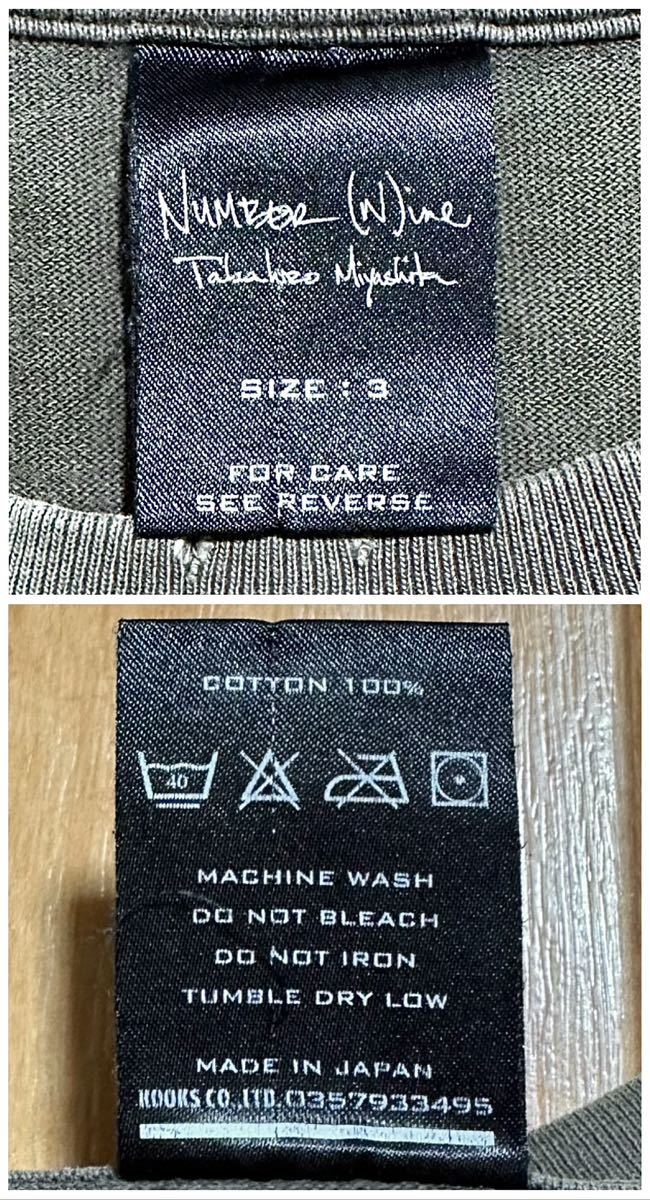 NUMBER (N)ine
Takahiro Miyashita
SIZE : 3
FOR CARE
SEE REVERSE
COTTON 100%
40
MACHINE WASH
DO NOT BLEACH
DO NOT IRON
TUMBLE DRY LOW
MADE IN JAPAN
KOOKS CO. LTD. 0357933495